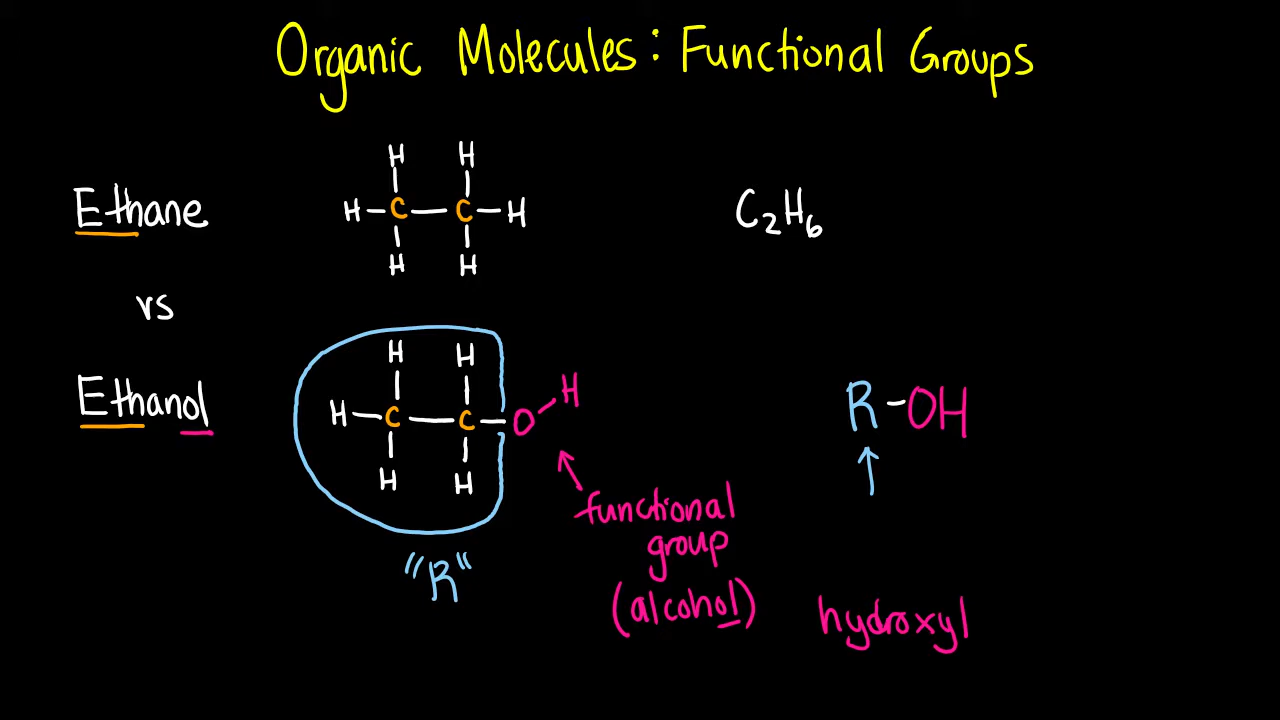 Organic Molecules: Functional Groups
H H
Ethane H-C-C-H C₂H₆
H H
vs
H H
H
Ethanol H-C-C-O R-OH
H H
functional
group
"R"
(alcohol) hydroxyl